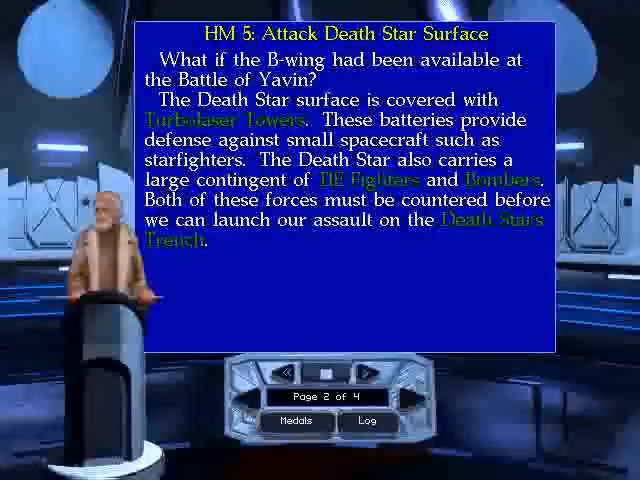 HM 5: Attack Death Star Surface
What if the B-wing had been available at
the Battle of Yavin?
The Death Star surface is covered with
Turbolaser Towers. These batteries provide
defense against small spacecraft such as
starfighters. The Death Star also carries a
large contingent of TIE Fighters and Bombers.
Both of these forces must be countered before
we can launch our assault on the Death Star's
Trench.
Page 2 of 4
Medals Log